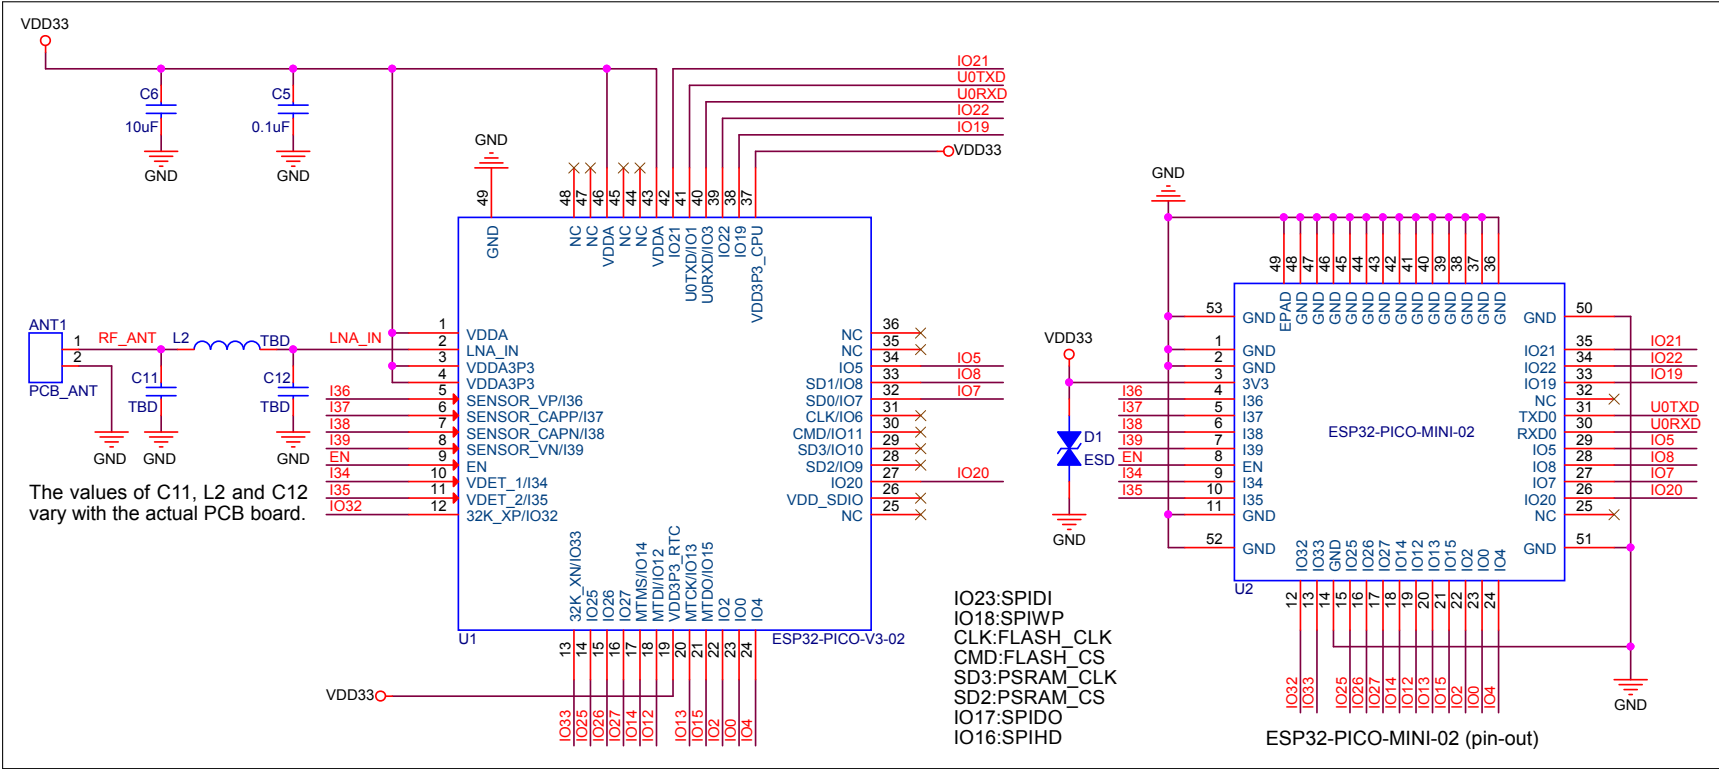 VDD33
C6
10uF
GND
C5
0.1uF
GND
GND
49
GND
48 47 46 45 44 43 42 41 40 39 38 37
NC NC VDDA NC NC VDDA IO21 U0TXD/IO1 U0RXD/IO3 IO22 IO19 VDD3P3_CPU
IO21
U0TXD
U0RXD
IO22
IO19
VDD33
ANT1
1
2
PCB_ANT
RF_ANT
L2
TBD
LNA_IN
C11
TBD
C12
TBD
GND
GND
GND
The values of C11, L2 and C12
vary with the actual PCB board.
1 VDDA
2 LNA_IN
3 VDDA3P3
4 VDDA3P3
I36 5 SENSOR_VP/I36
I37 6 SENSOR_CAPP/I37
I38 7 SENSOR_CAPN/I38
I39 8 SENSOR_VN/I39
EN 9 EN
I34 10 VDET_1/I34
I35 11 VDET_2/I35
IO32 12 32K_XP/IO32
NC 36
NC 35
IO5 34 IO5
SD1/IO8 33 IO8
SD0/IO7 32 IO7
CLK/IO6 31
CMD/IO11 30
SD3/IO10 29
SD2/IO9 28
IO20 27 IO20
VDD_SDIO 26
NC 25
32K_XN/IO33 IO25 IO26 IO27 MTMS/IO14 MTDI/IO12 VDD3P3_RTC MTCK/IO13 MTDO/IO15 IO2 IO0 IO4
U1
ESP32-PICO-V3-02
13 14 15 16 17 18 19 20 21 22 23 24
VDD33
IO33 IO25 IO26 IO27 IO14 IO12 IO13 IO15 IO2 IO0 IO4
IO23:SPIDI
IO18:SPIWP
CLK:FLASH_CLK
CMD:FLASH_CS
SD3:PSRAM_CLK
SD2:PSRAM_CS
IO17:SPIDO
IO16:SPIHD
GND
49 48 47 46 45 44 43 42 41 40 39 38 37 36
EPAD GND GND GND GND GND GND GND GND GND GND GND GND GND
VDD33
D1
ESD
GND
53 GND
1 GND
2 GND
3 3V3
I36 4 I36
I37 5 I37
I38 6 I38
I39 7 I39
EN 8 EN
I34 9 I34
I35 10 I35
11 GND
52 GND
ESP32-PICO-MINI-02
GND 50
IO21 35 IO21
IO22 34 IO22
IO19 33 IO19
NC 32
TXD0 31 U0TXD
RXD0 30 U0RXD
IO5 29 IO5
IO8 28 IO8
IO7 27 IO7
IO20 26 IO20
NC 25
GND 51
IO32 IO33 GND IO25 IO26 IO27 IO14 IO12 IO13 IO15 IO2 IO0 IO4
U2
12 13 14 15 16 17 18 19 20 21 22 23 24
IO32 IO33 IO25 IO26 IO27 IO14 IO12 IO13 IO15 IO2 IO0 IO4
GND
ESP32-PICO-MINI-02 (pin-out)